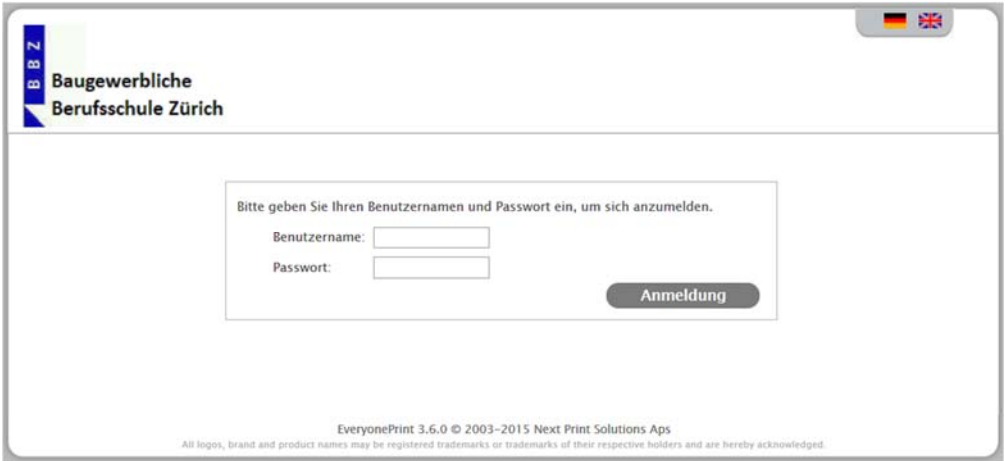 BBZ
Baugewerbliche
Berufsschule Zürich
Bitte geben Sie Ihren Benutzernamen und Passwort ein, um sich anzumelden.
Benutzername:
Passwort:
Anmeldung
EveryonePrint 3.6.0 © 2003-2015 Next Print Solutions Aps
All logos, brand and product names may be registered trademarks or trademarks of their respective holders and are hereby acknowledged.